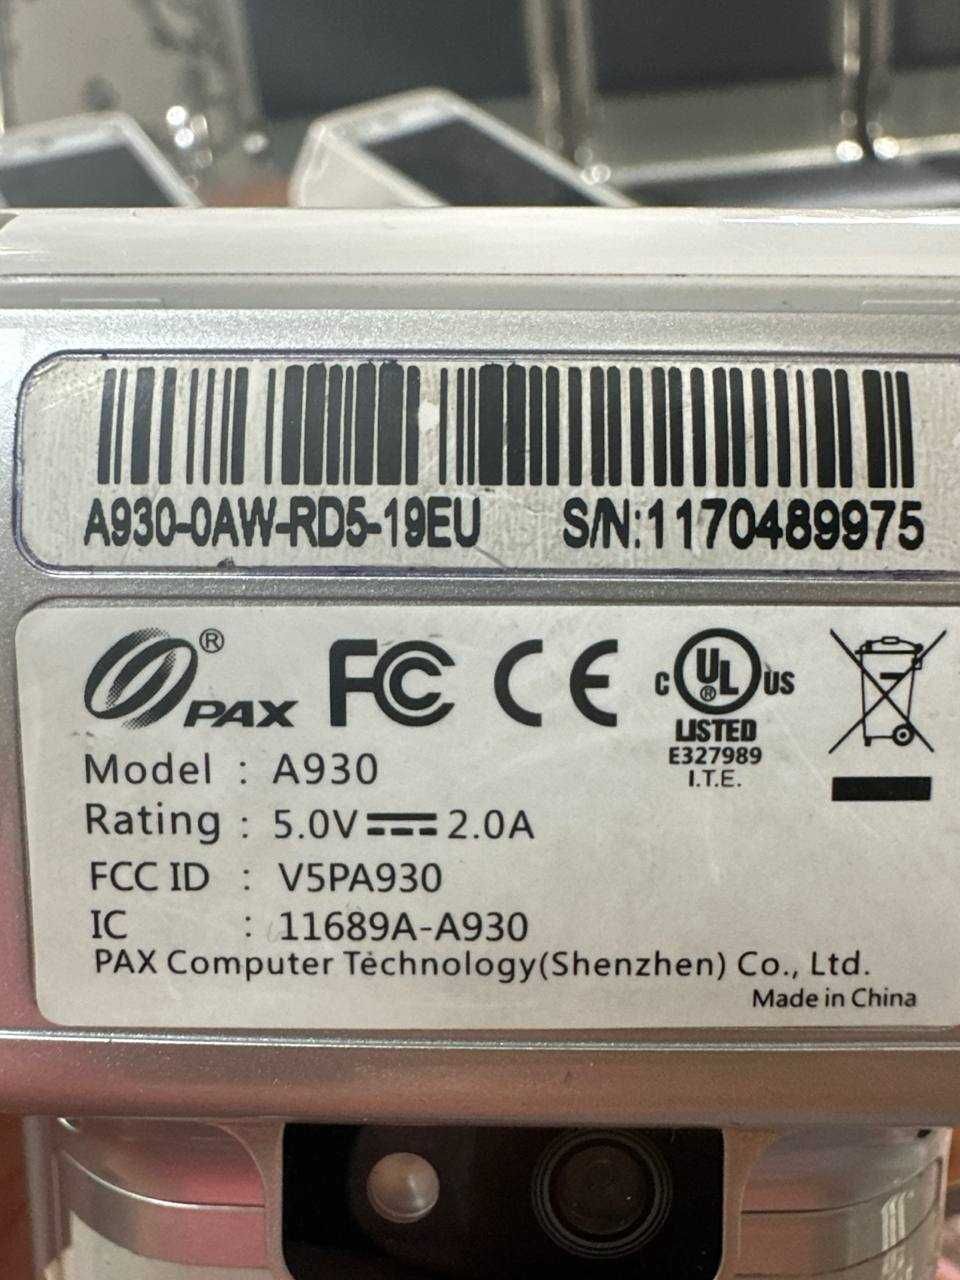 A930-0AW-RD5-19EU S/N:1170489975
® PAX FC CE C UL® US
LISTED
E327989
I.T.E.
Model : A930
Rating : 5.0V⎓2.0A
FCC ID : V5PA930
IC : 11689A-A930
PAX Computer Technology(Shenzhen) Co., Ltd.
Made in China